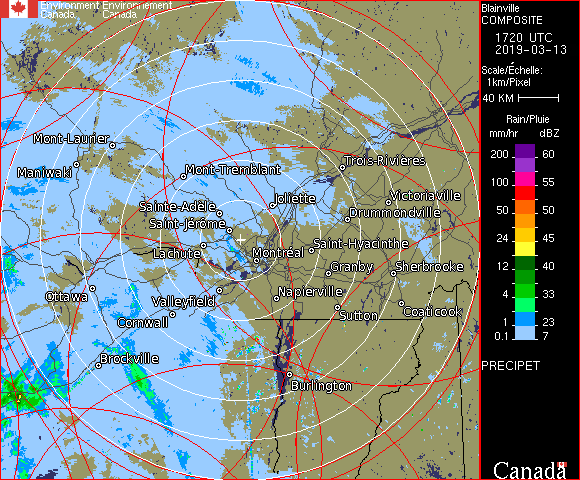 Environment Environnement
Canada Canada
Blainville
COMPOSITE
1720 UTC
2019-03-13
Scale/Échelle:
1km/Pixel
40 KM
Rain/Pluie
mm/hr dBZ
200 60
100 55
50 50
24 45
12 40
4 33
1 23
0.1 7
PRECIPET
Canada
Mont-Laurier
Maniwaki
Mont-Tremblant
Trois-Rivières
Joliette
Victoriaville
Sainte-Adèle
Drummondville
Saint-Jérôme
Lachute
Montréal
Saint-Hyacinthe
Granby
Sherbrooke
Ottawa
Valleyfield
Napierville
Cornwall
Sutton
Coaticook
Brockville
Burlington